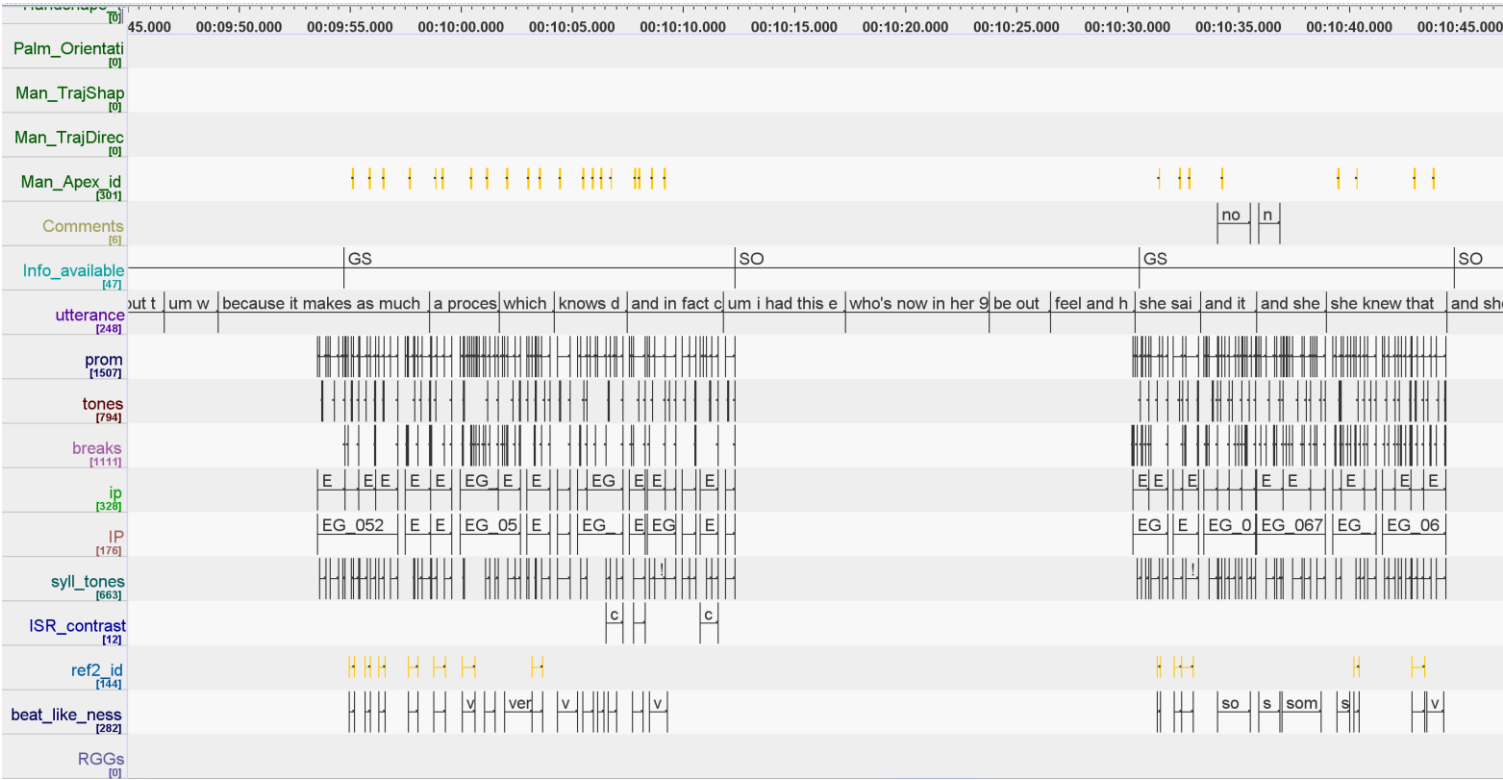 [0]
45.000 00:09:50.000 00:09:55.000 00:10:00.000 00:10:05.000 00:10:10.000 00:10:15.000 00:10:20.000 00:10:25.000 00:10:30.000 00:10:35.000 00:10:40.000 00:10:45.000
Palm_Orientati
[0]
Man_TrajShap
[0]
Man_TrajDirec
[0]
Man_Apex_id
[301]
Comments no n
[6]
Info_available GS SO GS SO
[47]
utterance out t um w because it makes as much a proces which knows d and in fact c um i had this e who's now in her 9 be out feel and h she sai and it and she she knew that and she
[248]
prom
[1507]
tones
[794]
breaks
[1111]
ip E E E E E EG_ E E EG E E E E E E E E E E E
[328]
IP EG_052 E E EG_05 E EG_ E EG E EG E EG_0 EG_067 EG_ EG_06
[176]
syll_tones ! !
[663]
ISR_contrast c c
[12]
ref2_id
[144]
beat_like_ness v ver v v so s som s v
[282]
RGGs
[0]